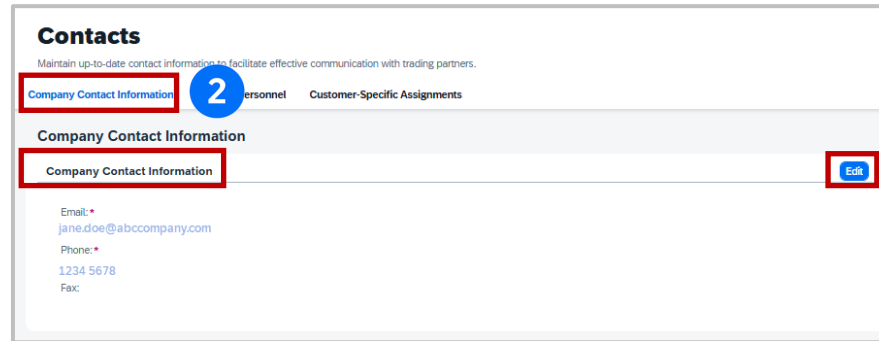 Contacts
Maintain up-to-date contact information to facilitate effective communication with trading partners.
Company Contact Information 2 ersonnel Customer-Specific Assignments
Company Contact Information
Company Contact Information Edit
Email:*
jane.doe@abccompany.com
Phone:*
1234 5678
Fax: